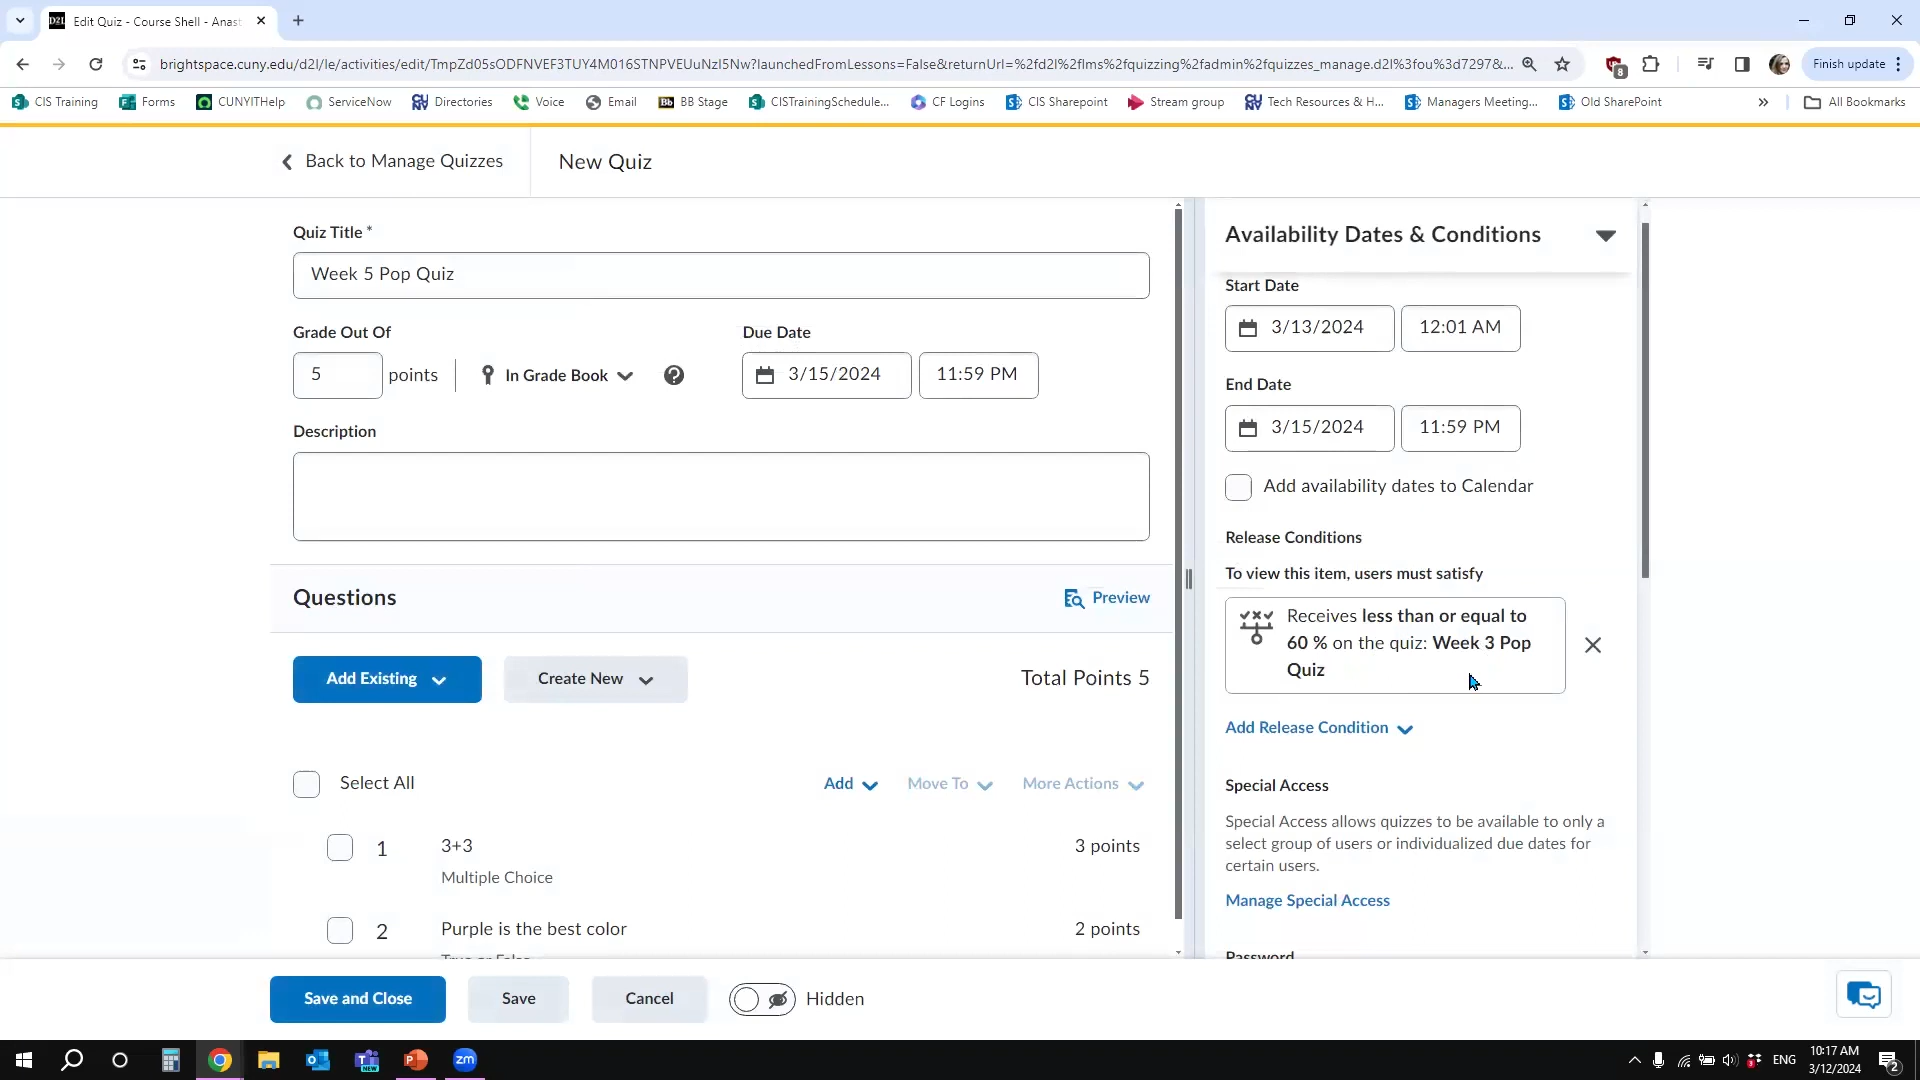 D2L Edit Quiz - Course Shell - Anast
brightspace.cuny.edu/d2l/le/activities/edit/TmpZd05sODFNVEF3TUY4M016STNPVEUuNzI5Nw?launchedFromLessons=False&returnUrl=%2fd2l%2flms%2fquizzing%2fadmin%2fquizzes_manage.d2l%3fou%3d7297&...
8
Finish update
CIS Training
Forms
CUNYITHelp
ServiceNow
Directories
Voice
Email
Bb BB Stage
CISTrainingSchedule...
CF Logins
CIS Sharepoint
Stream group
Tech Resources & H...
Managers Meeting...
Old SharePoint
All Bookmarks
Back to Manage Quizzes
New Quiz
Quiz Title *
Week 5 Pop Quiz
Grade Out Of
5 points
In Grade Book
Due Date
3/15/2024 11:59 PM
Description
Questions
Preview
Add Existing
Create New
Total Points 5
Select All
Add
Move To
More Actions
1 3+3 3 points
Multiple Choice
2 Purple is the best color 2 points
True or False
Availability Dates & Conditions
Start Date
3/13/2024 12:01 AM
End Date
3/15/2024 11:59 PM
Add availability dates to Calendar
Release Conditions
To view this item, users must satisfy
Receives less than or equal to
60 % on the quiz: Week 3 Pop
Quiz
Add Release Condition
Special Access
Special Access allows quizzes to be available to only a
select group of users or individualized due dates for
certain users.
Manage Special Access
Password
Save and Close
Save
Cancel
Hidden
NEW
zm
ENG
10:17 AM
3/12/2024
2